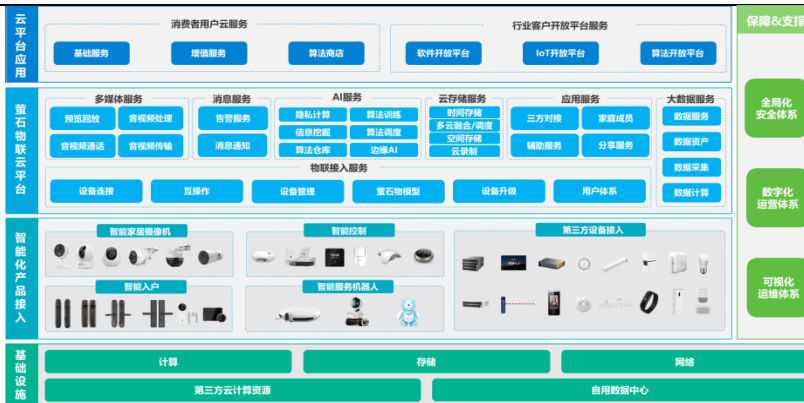 云平台应用
消费者用户云服务
基础服务
增值服务
算法商店
行业客户开放平台服务
软件开放平台
IoT开放平台
算法开放平台
萤石物联云平台
多媒体服务
预览回放
音视频处理
音视频通话
音视频传输
消息服务
告警服务
消息通知
AI服务
隐私计算
算法训练
信息挖掘
算法调度
算法仓库
边缘AI
云存储服务
时间存储
多云融合/调度
空间存储
云录制
应用服务
三方对接
家庭成员
辅助服务
分享服务
大数据服务
数据服务
数据资产
数据采集
数据计算
物联接入服务
设备连接
互操作
设备管理
萤石物模型
设备升级
用户体系
智能化产品接入
智能家居摄像机
智能控制
第三方设备接入
智能入户
智能服务机器人
基础设施
计算
存储
网络
第三方云计算资源
自用数据中心
保障&支撑
全局化
安全体系
数字化
运营体系
可视化
运维体系